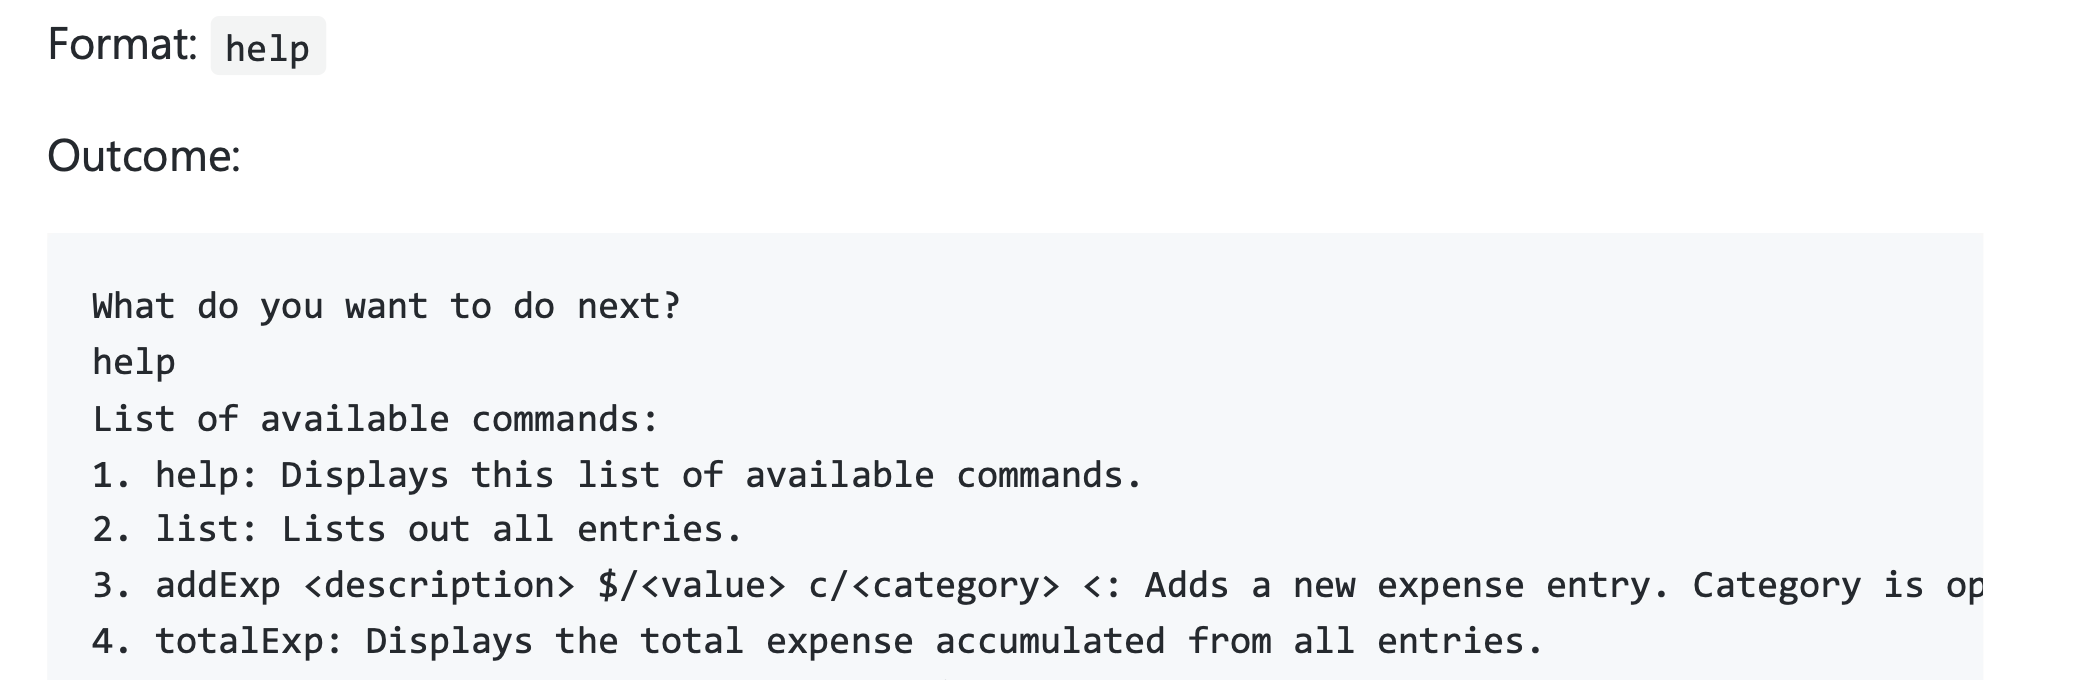 Format: help
Outcome:
What do you want to do next?
help
List of available commands:
1. help: Displays this list of available commands.
2. list: Lists out all entries.
3. addExp <description> $/<value> c/<category> <: Adds a new expense entry. Category is op
4. totalExp: Displays the total expense accumulated from all entries.